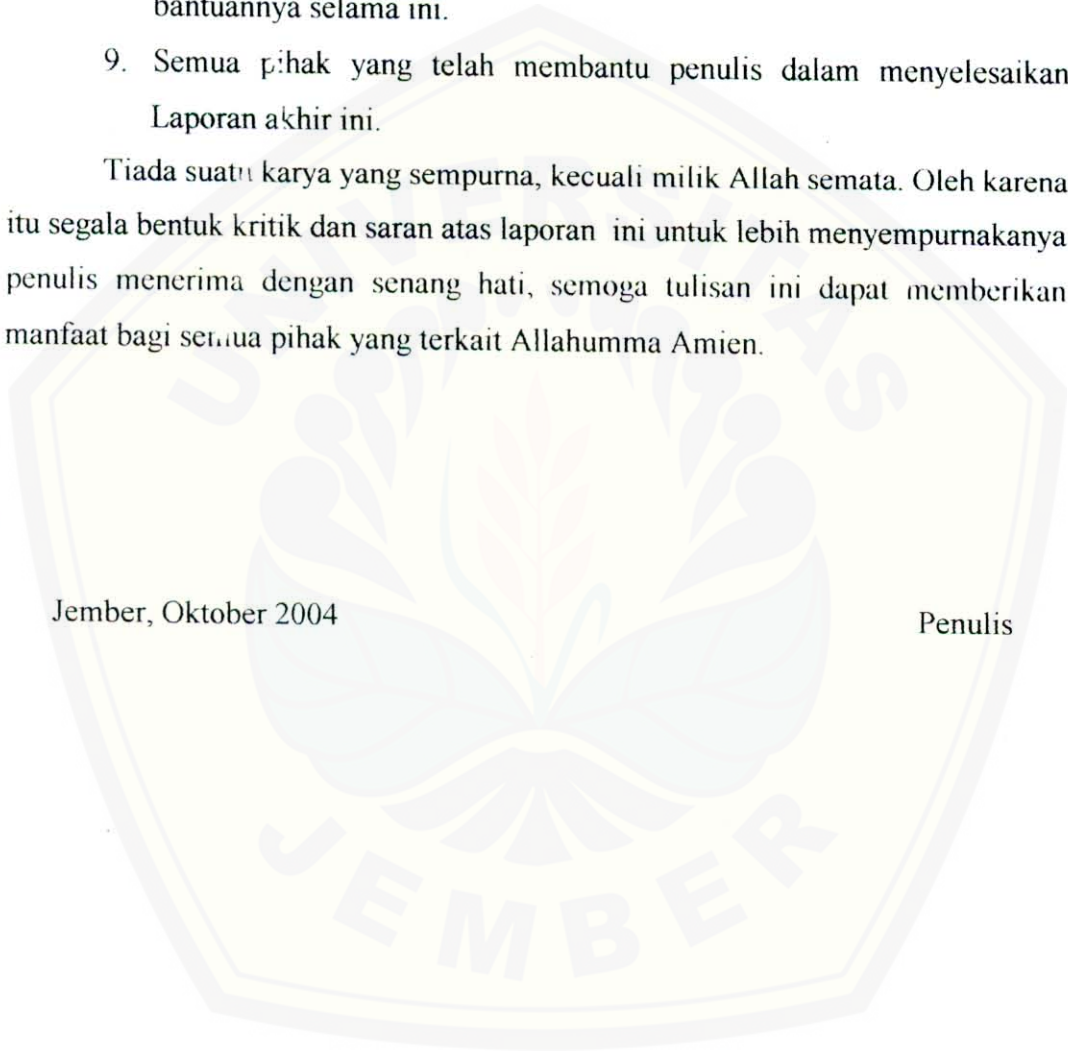 bantuannya selama ini.
9. Semua pihak yang telah membantu penulis dalam menyelesaikan
Laporan akhir ini.
Tiada suatu karya yang sempurna, kecuali milik Allah semata. Oleh karena
itu segala bentuk kritik dan saran atas laporan ini untuk lebih menyempurnakanya
penulis menerima dengan senang hati, semoga tulisan ini dapat memberikan
manfaat bagi semua pihak yang terkait Allahumma Amien.
Jember, Oktober 2004
Penulis
UNIVERSITAS
JEMBER